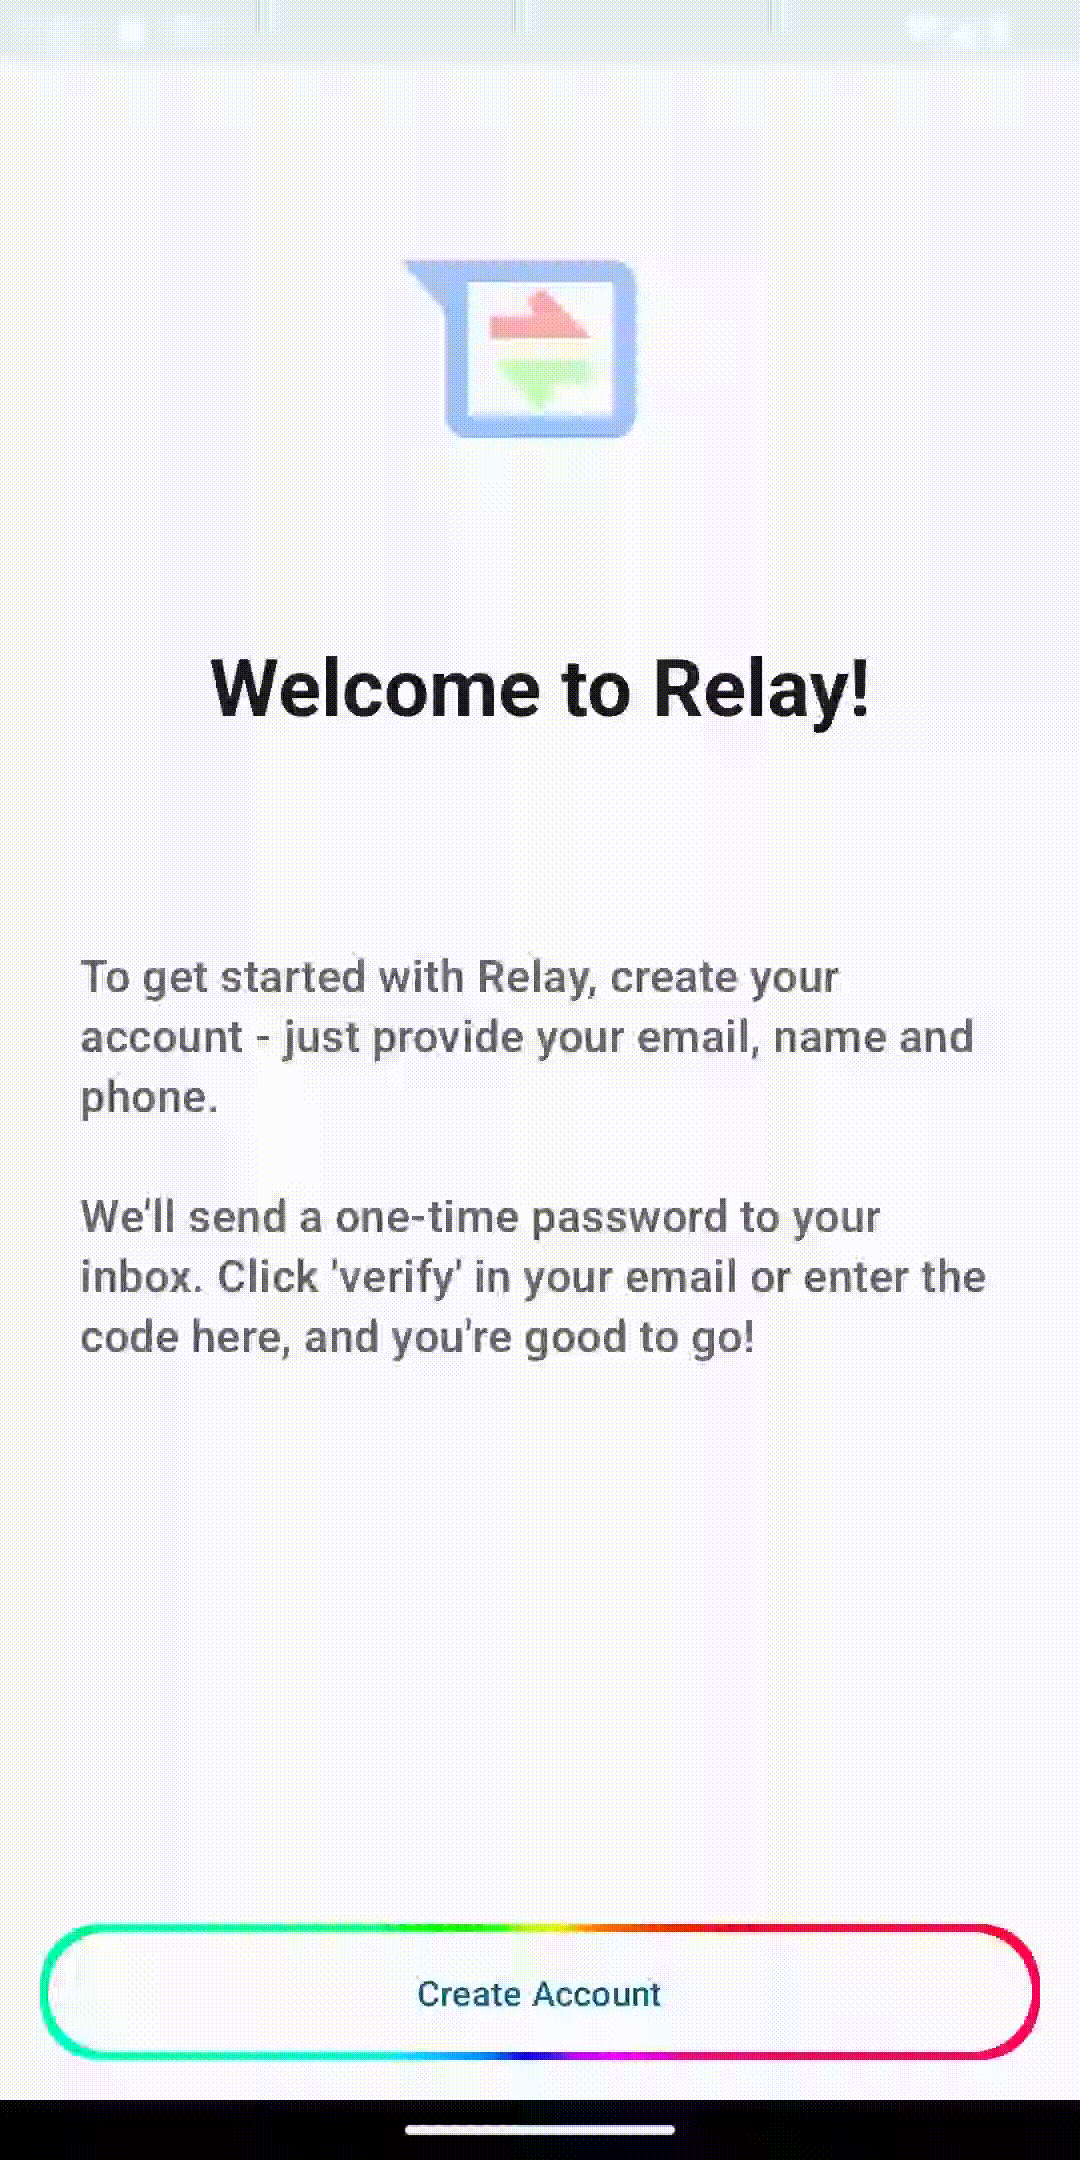 Welcome to Relay!
To get started with Relay, create your
account - just provide your email, name and
phone.
We'll send a one-time password to your
inbox. Click 'verify' in your email or enter the
code here, and you're good to go!
Create Account